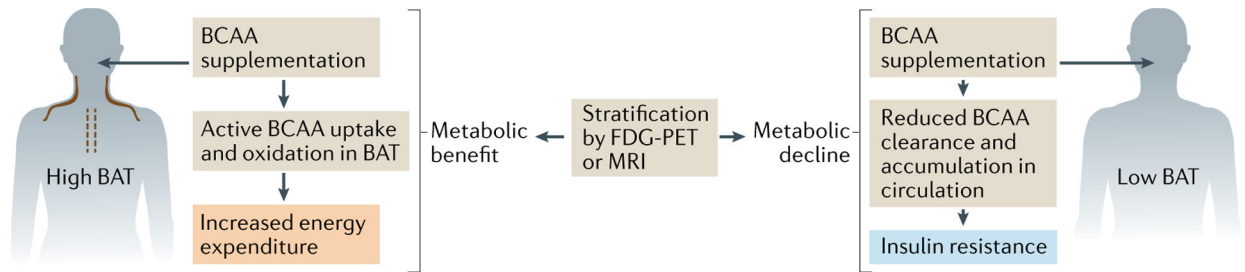 High BAT
BCAA
supplementation
Active BCAA uptake
and oxidation in BAT
Increased energy
expenditure
Metabolic
benefit
Stratification
by FDG-PET
or MRI
Metabolic
decline
BCAA
supplementation
Reduced BCAA
clearance and
accumulation in
circulation
Insulin resistance
Low BAT